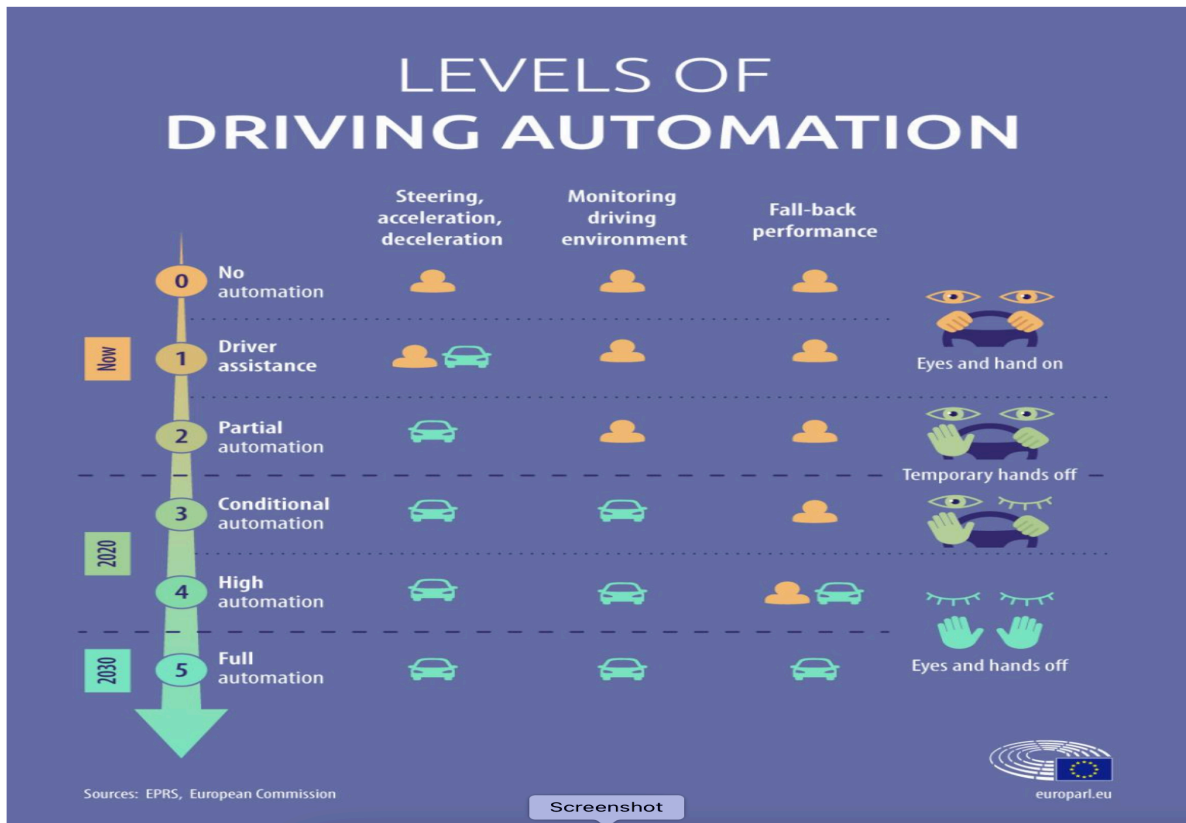 LEVELS OF
DRIVING AUTOMATION
Steering,
acceleration,
deceleration
Monitoring
driving
environment
Fall-back
performance
0
No
automation
Now
1
Driver
assistance
Eyes and hand on
2
Partial
automation
Temporary hands off
3
Conditional
automation
2020
4
High
automation
2030
5
Full
automation
Eyes and hands off
Sources: EPRS, European Commission
europarl.eu
Screenshot